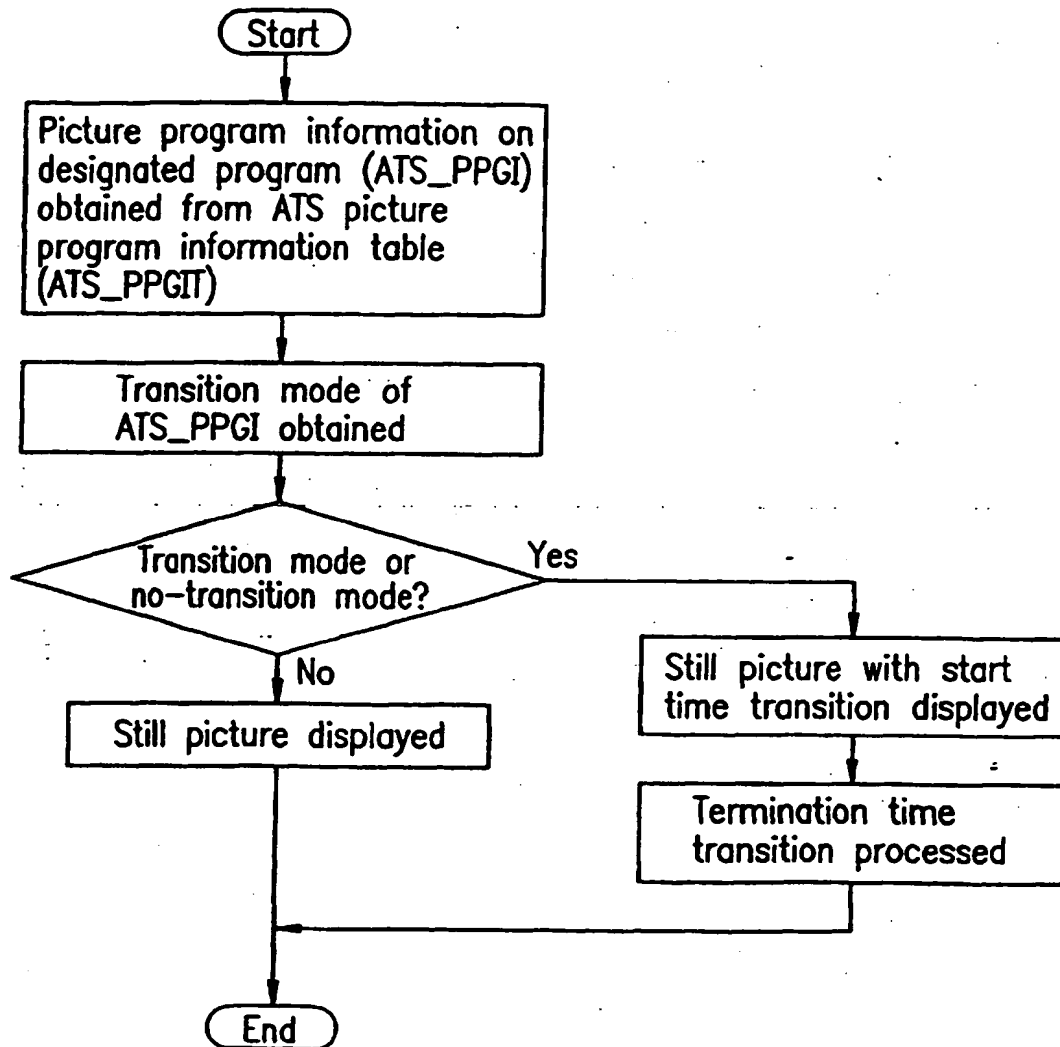 Start
Picture program information on
designated program (ATS_PPGI)
obtained from ATS picture
program information table
(ATS_PPGIT)
Transition mode of
ATS_PPGI obtained
Transition mode or
no-transition mode?
Yes
No
Still picture with start
time transition displayed
Still picture displayed
Termination time
transition processed
End